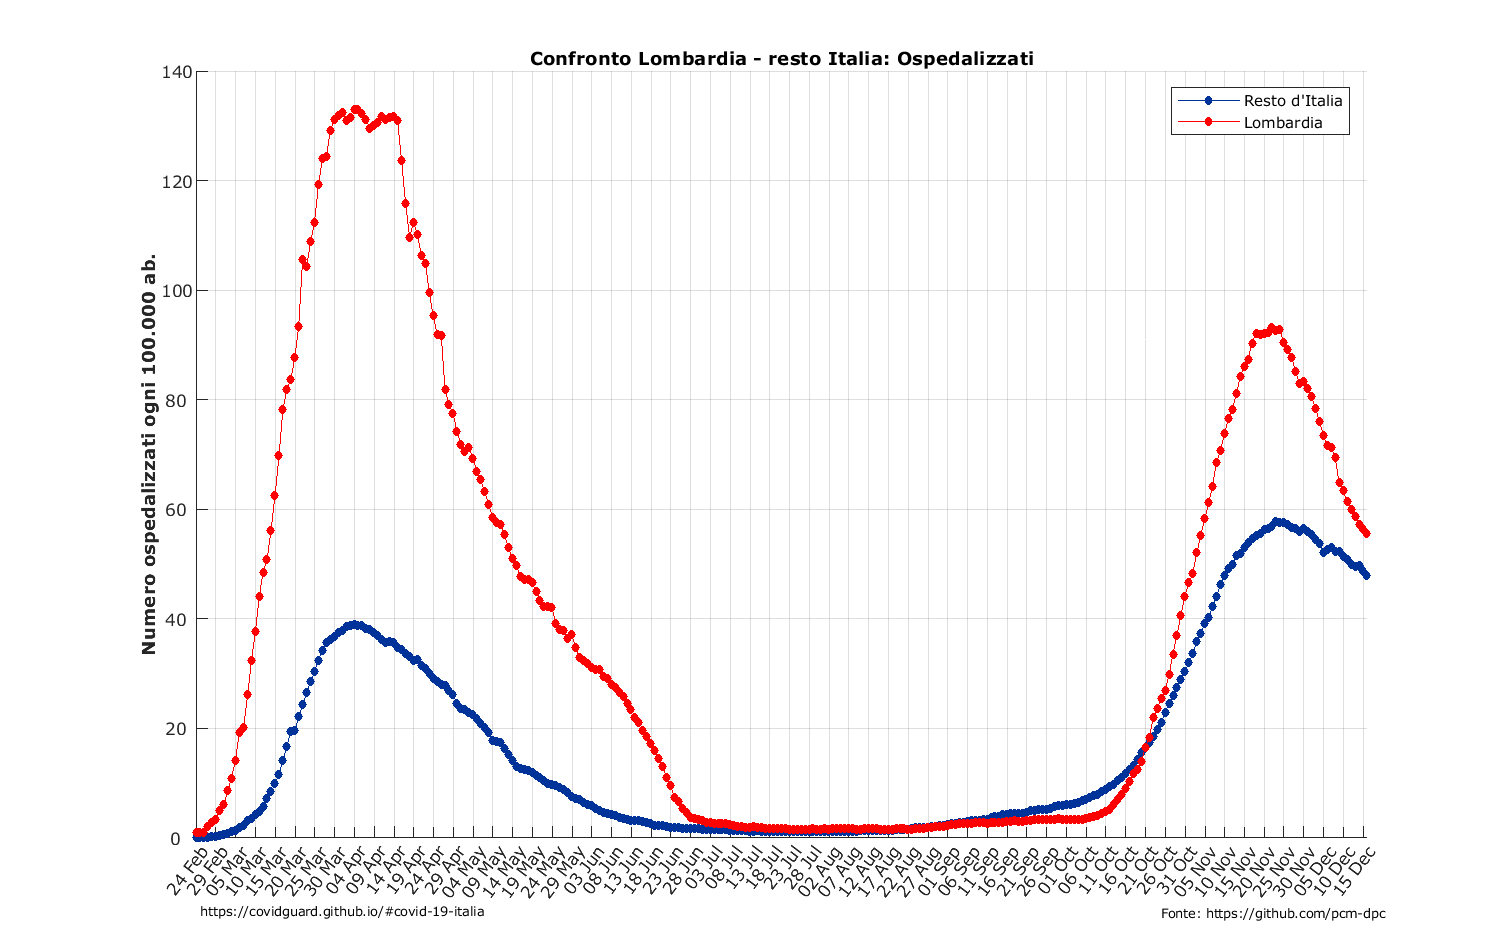 Confronto Lombardia - resto Italia: Ospedalizzati
Resto d'Italia
Lombardia
Numero ospedalizzati ogni 100.000 ab.
140
120
100
80
60
40
20
0
24 Feb
29 Feb
05 Mar
10 Mar
15 Mar
20 Mar
25 Mar
30 Mar
04 Apr
09 Apr
14 Apr
19 Apr
24 Apr
29 Apr
04 May
09 May
14 May
19 May
24 May
29 May
03 Jun
08 Jun
13 Jun
18 Jun
23 Jun
28 Jun
03 Jul
08 Jul
13 Jul
18 Jul
23 Jul
28 Jul
02 Aug
07 Aug
12 Aug
17 Aug
22 Aug
27 Aug
01 Sep
06 Sep
11 Sep
16 Sep
21 Sep
26 Sep
01 Oct
06 Oct
11 Oct
16 Oct
21 Oct
26 Oct
31 Oct
05 Nov
10 Nov
15 Nov
20 Nov
25 Nov
30 Nov
05 Dec
10 Dec
15 Dec
https://covidguard.github.io/#covid-19-italia
Fonte: https://github.com/pcm-dpc